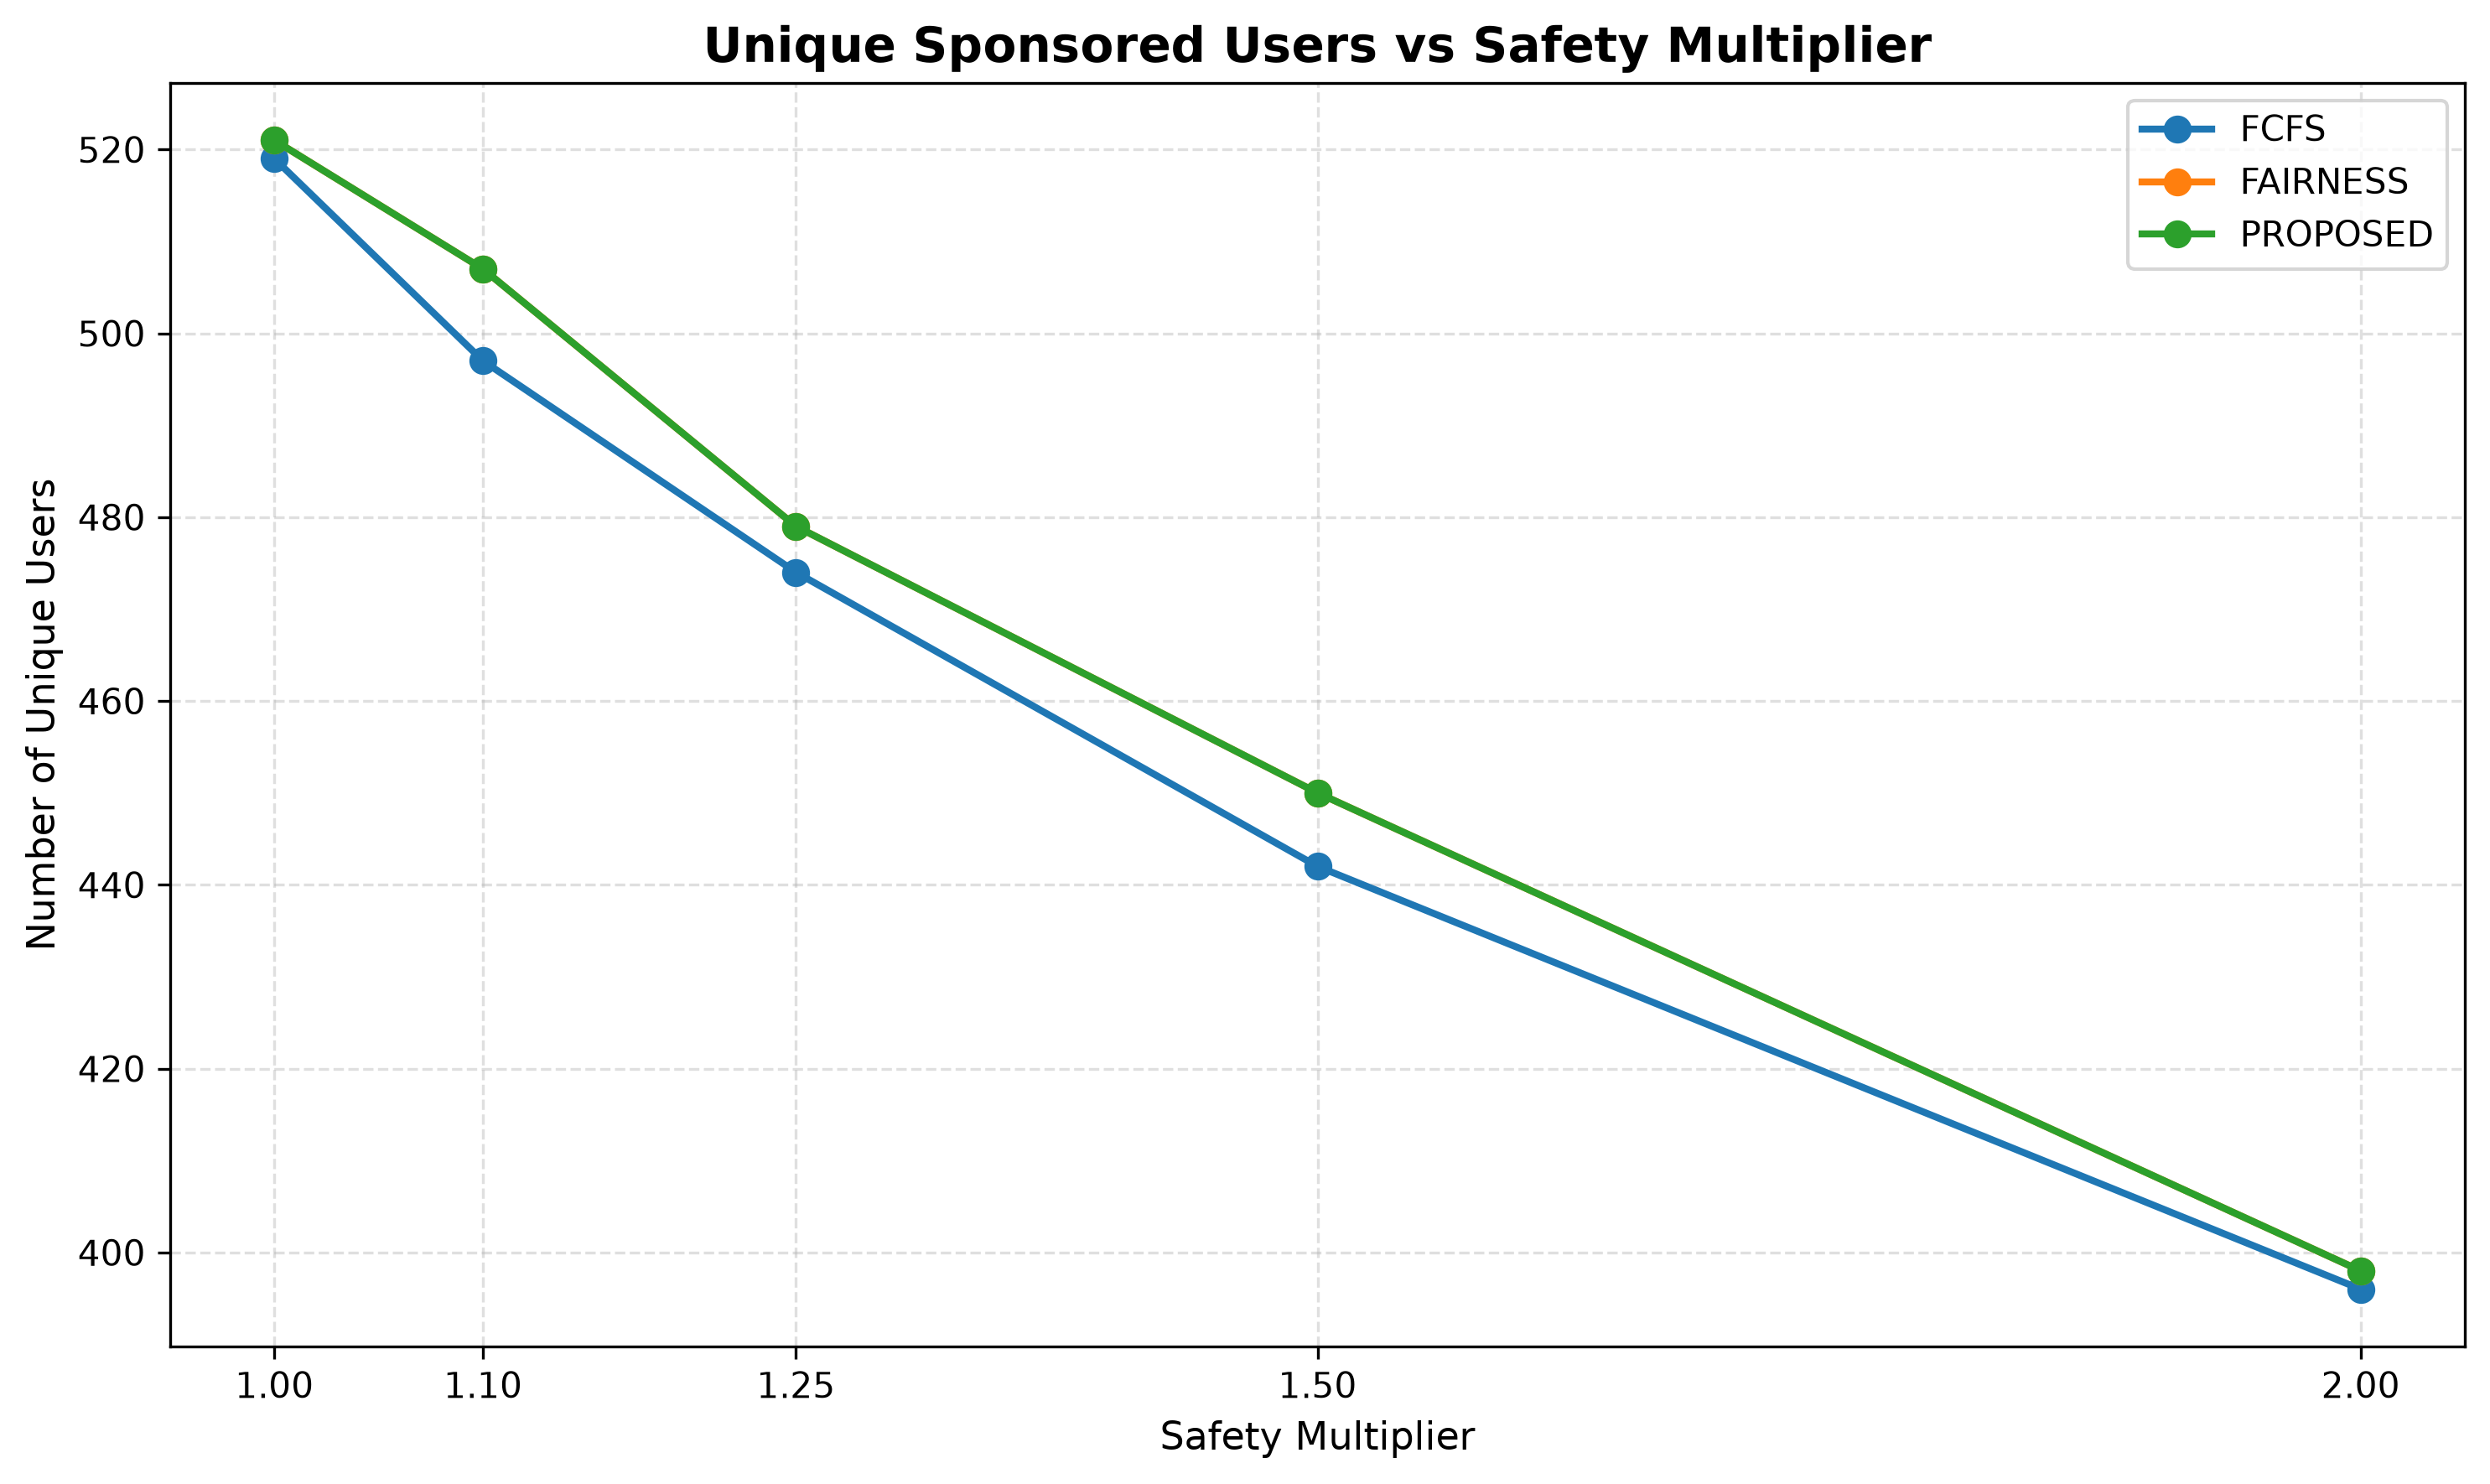 Unique Sponsored Users vs Safety Multiplier
FCFS
FAIRNESS
PROPOSED
Number of Unique Users
520
500
480
460
440
420
400
1.00
1.10
1.25
1.50
2.00
Safety Multiplier